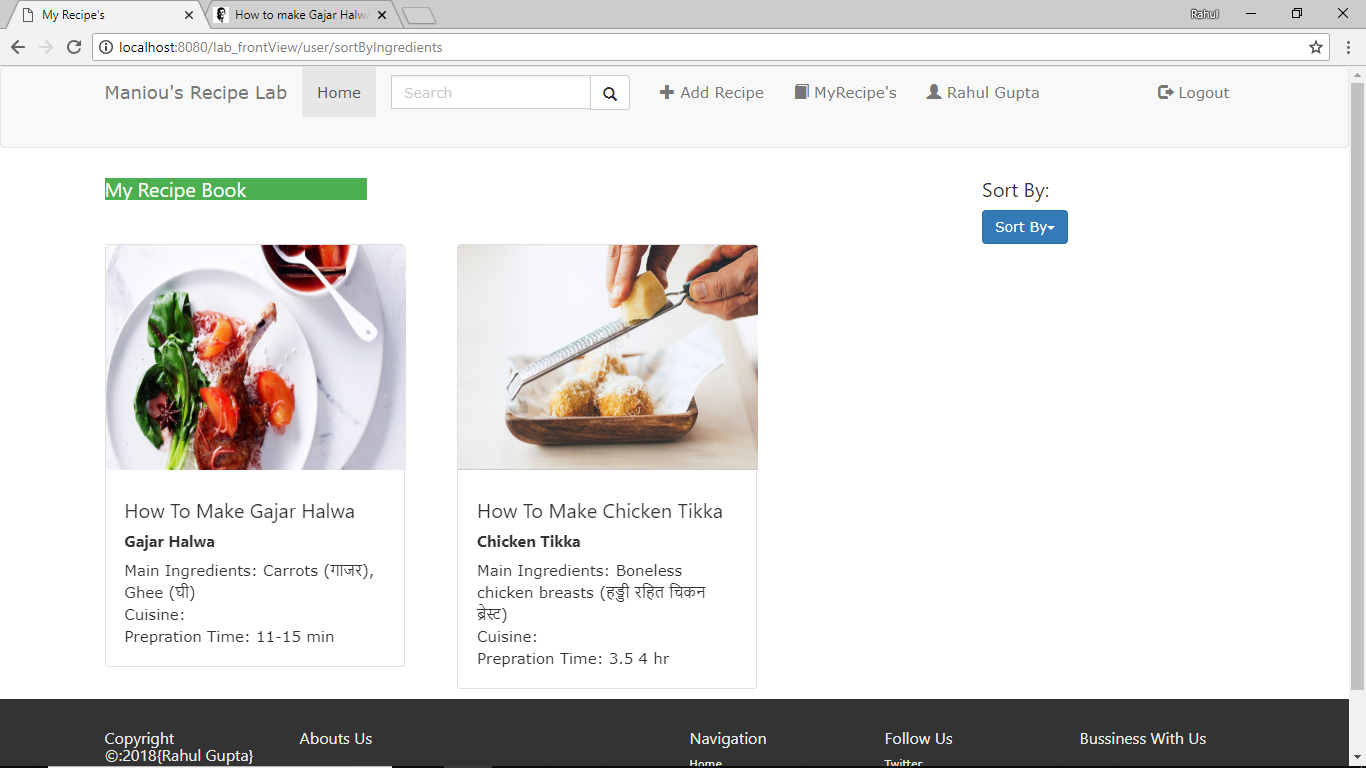 My Recipe's
How to make Gajar Halwa
Rahul
localhost:8080/lab_frontView/user/sortByIngredients
Maniou's Recipe Lab
Home
Search
Add Recipe
MyRecipe's
Rahul Gupta
Logout
My Recipe Book
Sort By:
Sort By
How To Make Gajar Halwa
Gajar Halwa
Main Ingredients: Carrots (गाजर),
Ghee (घी)
Cuisine:
Prepration Time: 11-15 min
How To Make Chicken Tikka
Chicken Tikka
Main Ingredients: Boneless
chicken breasts (हड्डी रहित चिकन
ब्रेस्ट)
Cuisine:
Prepration Time: 3.5 4 hr
Copyright
©:2018{Rahul Gupta}
Abouts Us
Navigation
Home
Follow Us
Twitter
Bussiness With Us